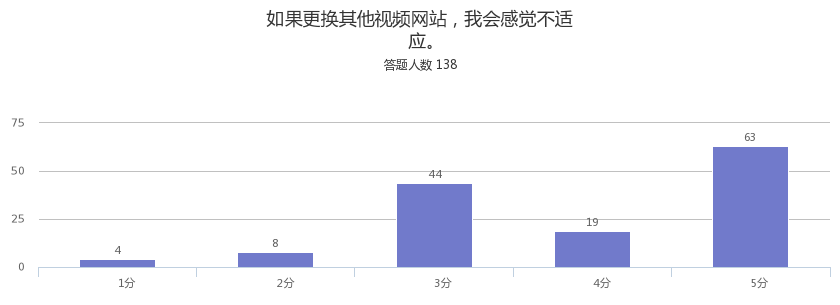 如果更换其他视频网站，我会感觉不适
应。
答题人数 138
75
50
25
0
4
8
44
19
63
1分
2分
3分
4分
5分